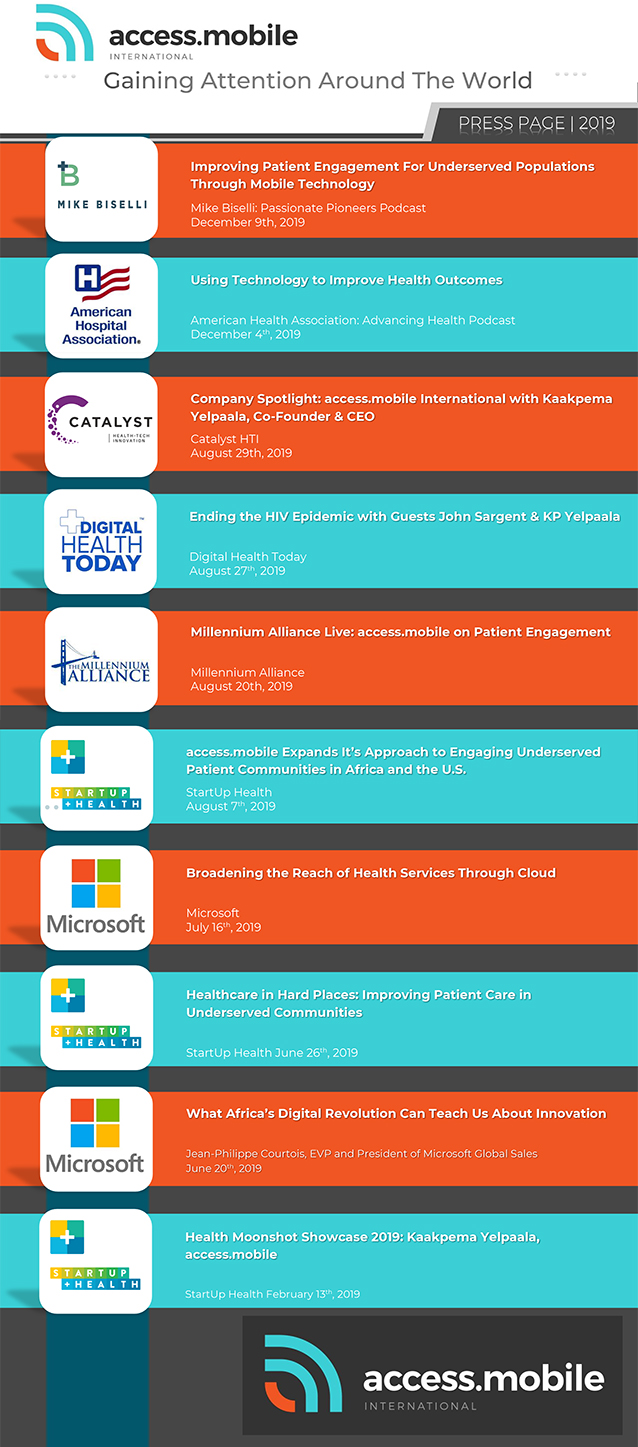 access.mobile
INTERNATIONAL
Gaining Attention Around The World
PRESS PAGE | 2019
B
MIKE BISELLI
Improving Patient Engagement For Underserved Populations
Through Mobile Technology
Mike Biselli: Passionate Pioneers Podcast
December 9th, 2019
H
American
Hospital
Association®
Using Technology to Improve Health Outcomes
American Health Association: Advancing Health Podcast
December 4th, 2019
CATALYST
HEALTH-TECH
INNOVATION
Company Spotlight: access.mobile International with Kaakpema
Yelpaala, Co-Founder & CEO
Catalyst HTI
August 29th, 2019
DIGITAL™
HEALTH
TODAY
Ending the HIV Epidemic with Guests John Sargent & KP Yelpaala
Digital Health Today
August 27th, 2019
THE MILLENNIUM
ALLIANCE
Millennium Alliance Live: access.mobile on Patient Engagement
Millennium Alliance
August 20th, 2019
STARTUP
+HEALTH
access.mobile Expands It's Approach to Engaging Underserved
Patient Communities in Africa and the U.S.
StartUp Health
August 7th, 2019
Microsoft
Broadening the Reach of Health Services Through Cloud
Microsoft
July 16th, 2019
STARTUP
+HEALTH
Healthcare in Hard Places: Improving Patient Care in
Underserved Communities
StartUp Health June 26th, 2019
Microsoft
What Africa's Digital Revolution Can Teach Us About Innovation
Jean-Philippe Courtois, EVP and President of Microsoft Global Sales
June 20th, 2019
STARTUP
+HEALTH
Health Moonshot Showcase 2019: Kaakpema Yelpaala,
access.mobile
StartUp Health February 13th, 2019
access.mobile
INTERNATIONAL